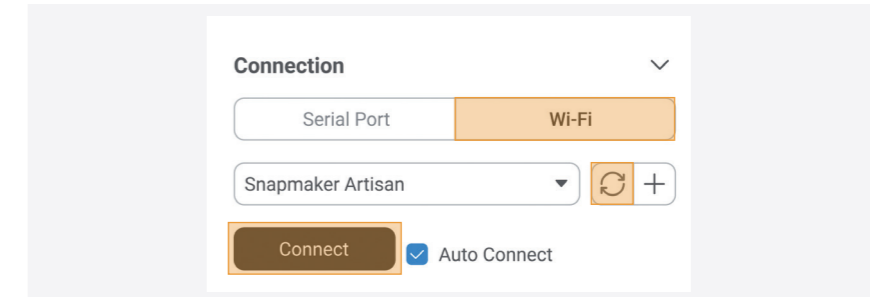 Connection
Serial Port Wi-Fi
Snapmaker Artisan
Connect Auto Connect